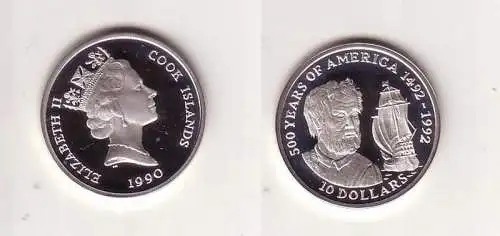 ELIZABETH II
COOK ISLANDS
1990
500 YEARS OF AMERICA 1492-1992
10 DOLLARS